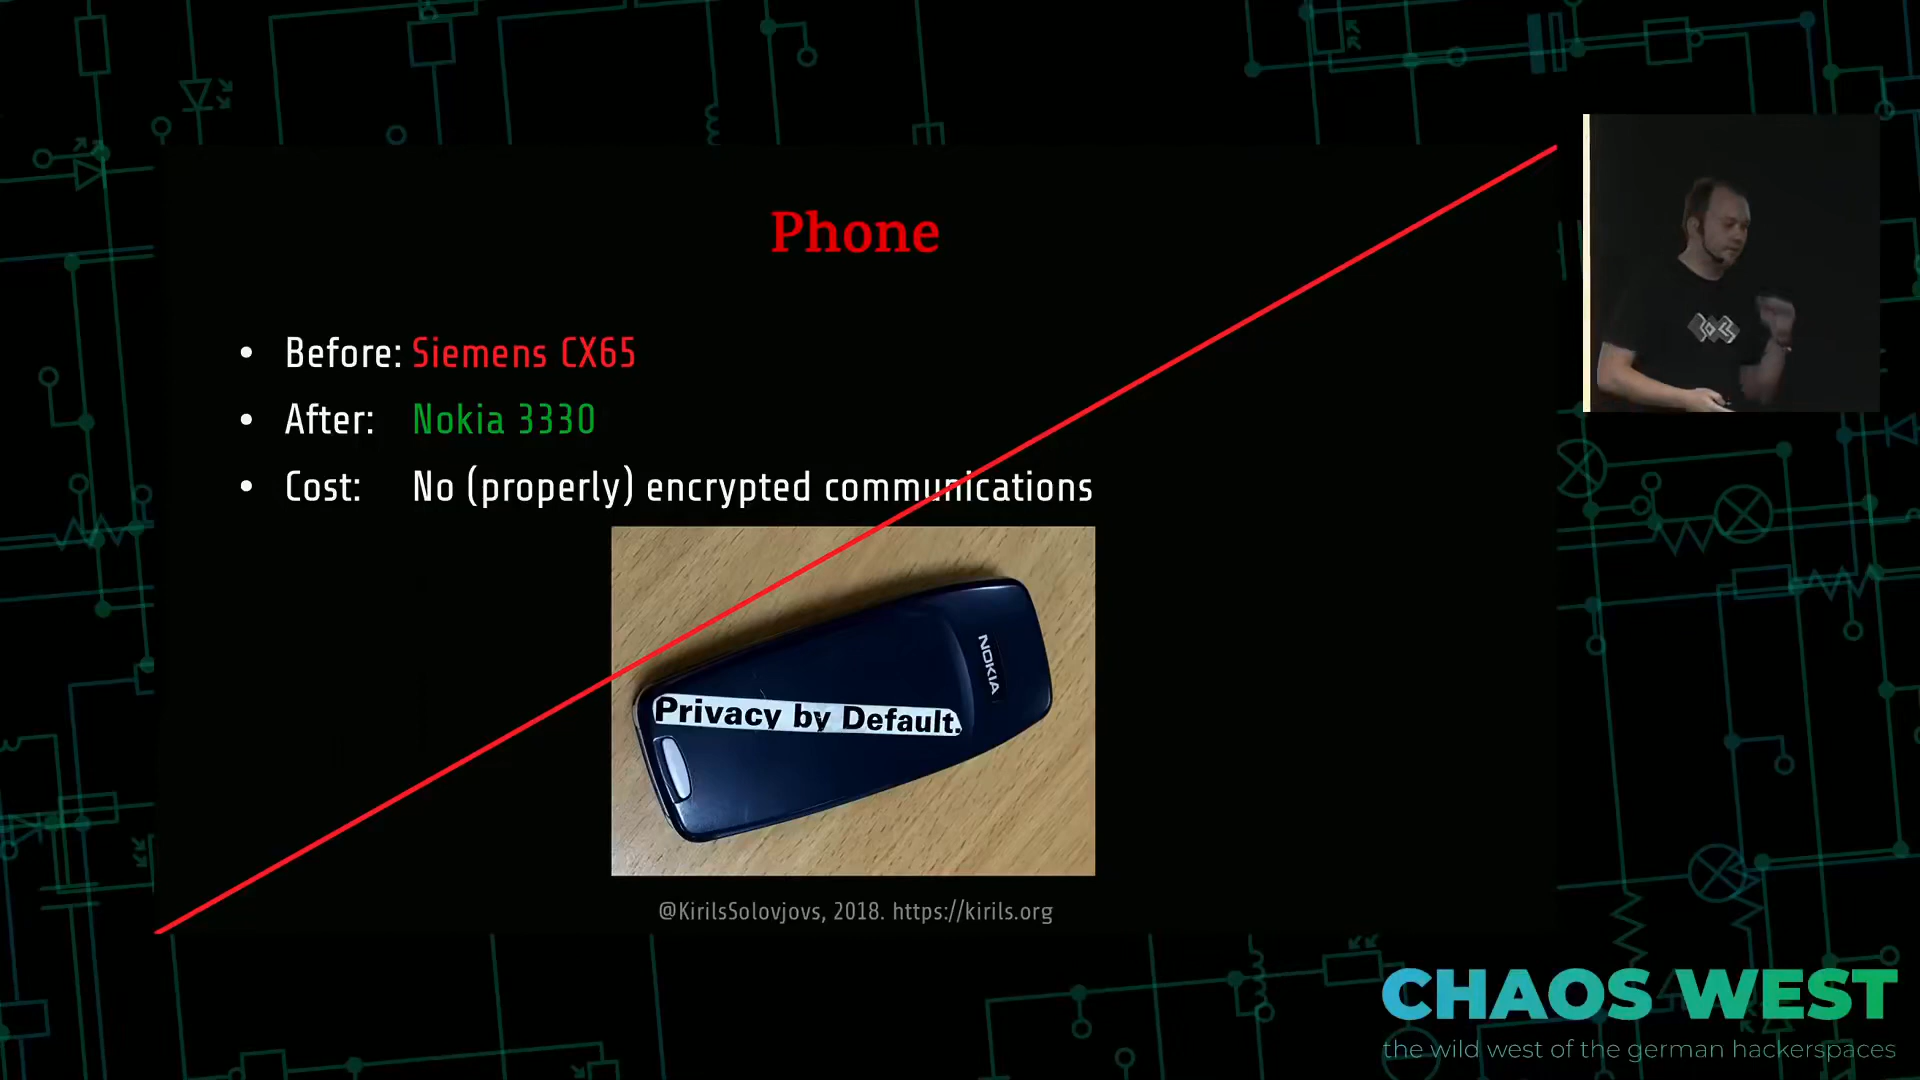 Phone
• Before: Siemens CX65
• After: Nokia 3330
• Cost: No (properly) encrypted communications
NOKIA
Privacy by Default.
@KirilsSolovjovs, 2018. https://kirils.org
CHAOS WEST
the wild west of the german hackerspaces